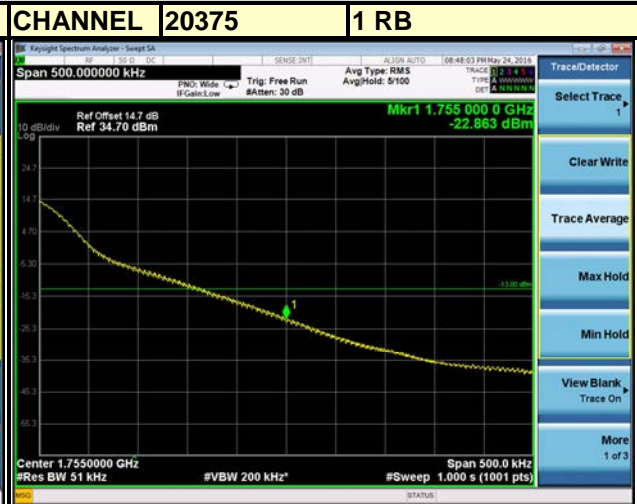 CHANNEL 20375 1 RB
Keysight Spectrum Analyzer - Swept SA
RF 50 Ω DC SENSE:INT ALIGN AUTO 08:48:03 PM May 24, 2016
Span 500.000000 kHz
PNO: Wide
IFGain:Low
Trig: Free Run
#Atten: 30 dB
Avg Type: RMS
Avg|Hold: 5/100
TRACE 1 2 3 4 5 6
TYPE A WWWWW
DET A N N N N N
Mkr1 1.755 000 0 GHz
-22.863 dBm
10 dB/div
Log
Ref Offset 14.7 dB
Ref 34.70 dBm
24.7
14.7
4.70
-5.30
-13.00 dBm
-15.3
1
-25.3
-35.3
-45.3
-55.3
Center 1.7550000 GHz
Span 500.0 kHz
#Res BW 51 kHz
#VBW 200 kHz*
#Sweep 1.000 s (1001 pts)
MSG
STATUS
Trace/Detector
Select Trace
1
Clear Write
Trace Average
Max Hold
Min Hold
View Blank
Trace On
More
1 of 3